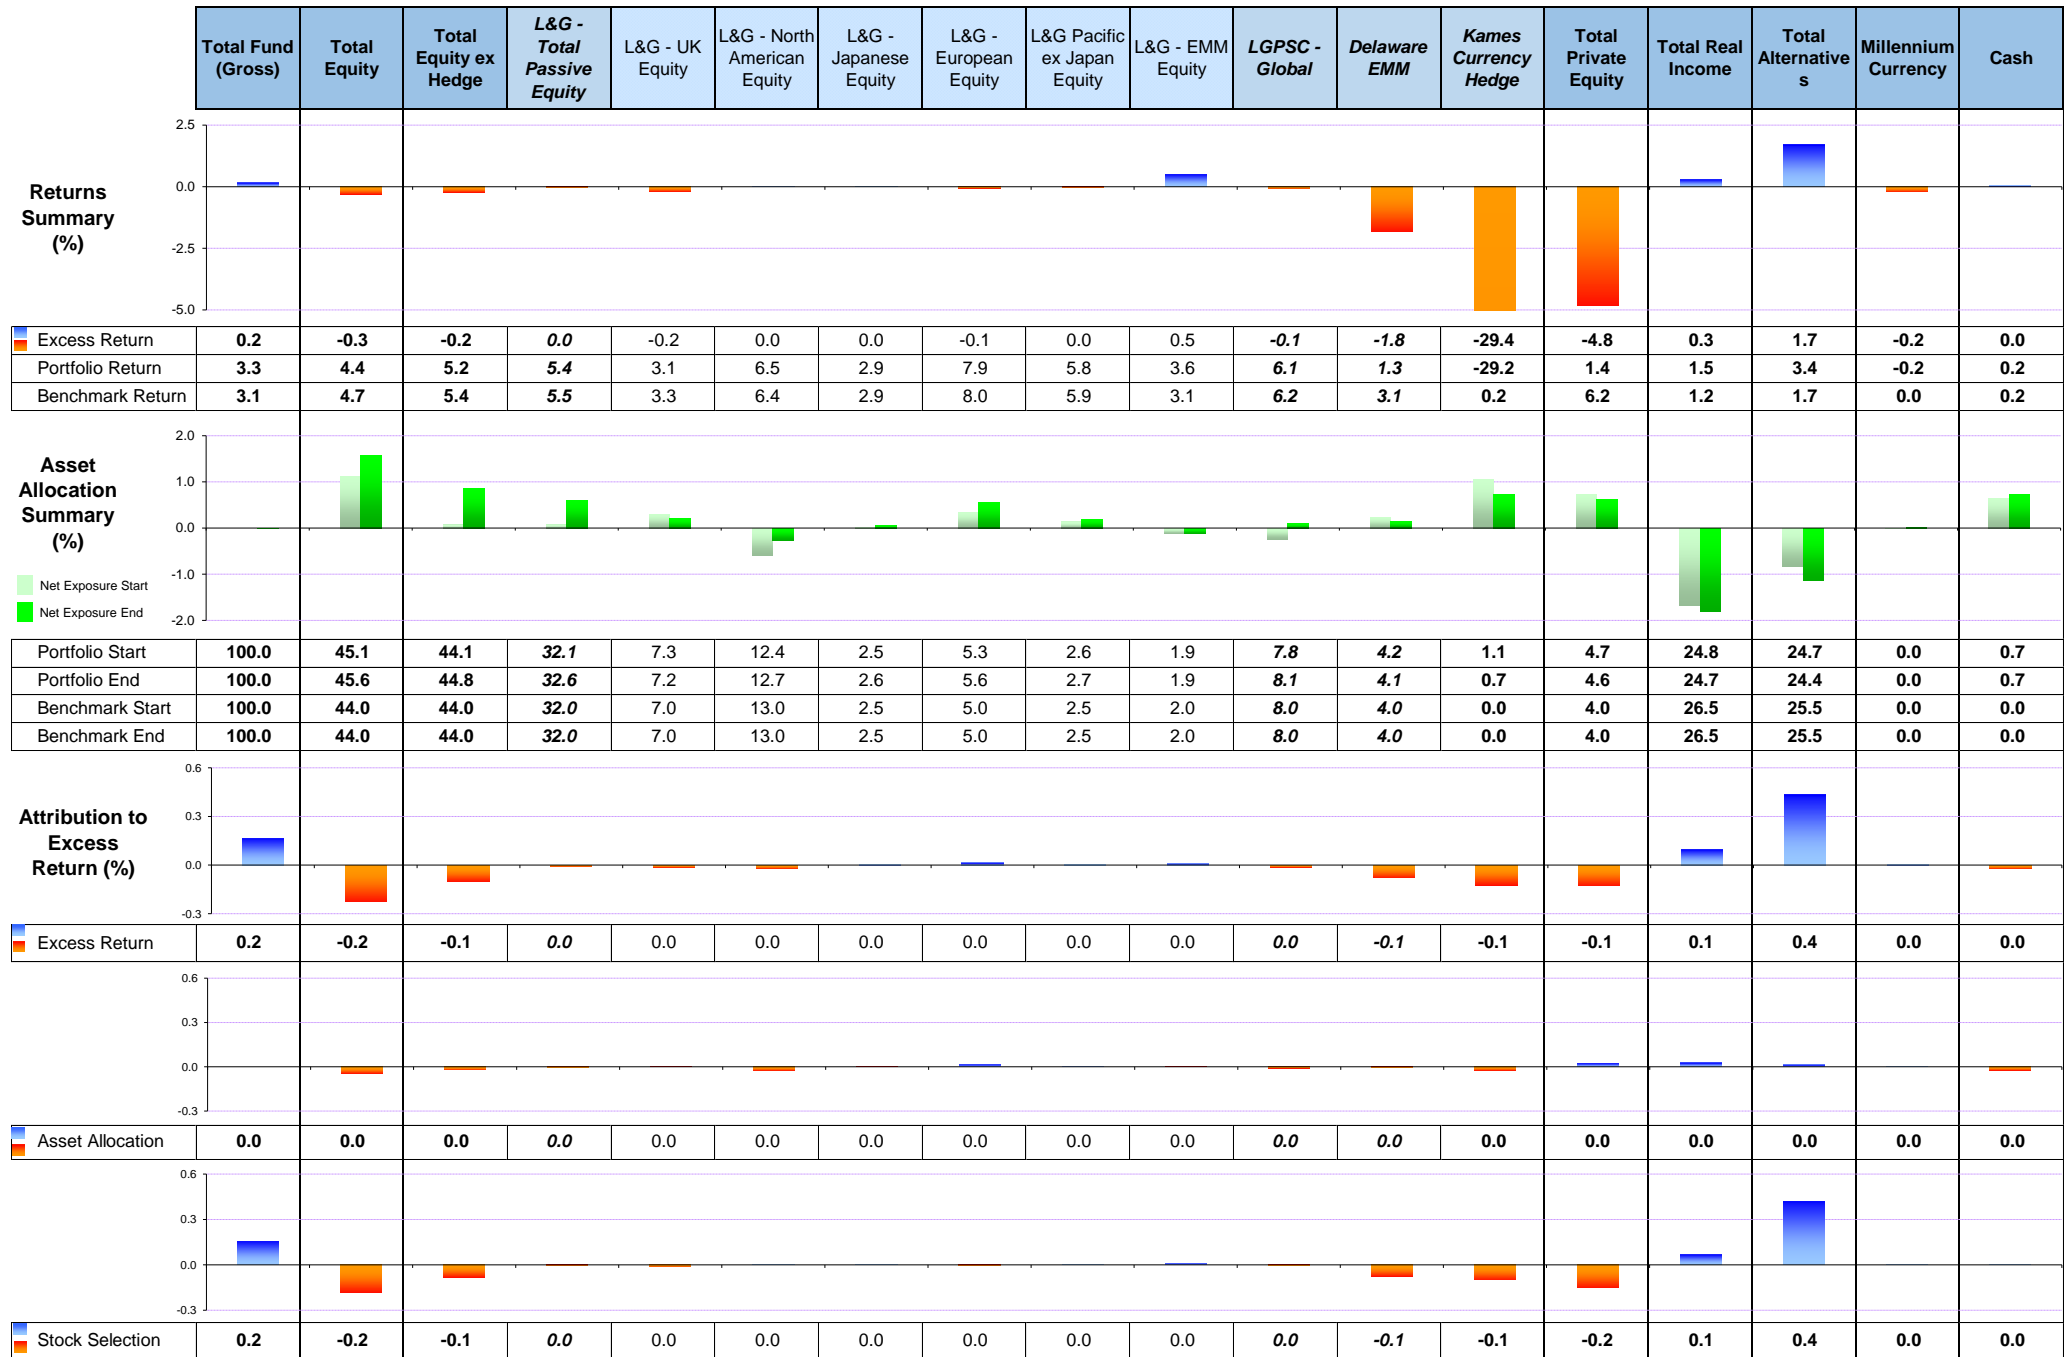 Total Fund (Gross) | Total Equity | Total Equity ex Hedge | L&G - Total Passive Equity | L&G - UK Equity | L&G - North American Equity | L&G - Japanese Equity | L&G - European Equity | L&G Pacific ex Japan Equity | L&G - EMM Equity | LGPSC - Global | Delaware EMM | Kames Currency Hedge | Total Private Equity | Total Real Income | Total Alternatives | Millennium Currency | Cash
Returns Summary (%)
2.5
0.0
-2.5
-5.0
Excess Return | 0.2 | -0.3 | -0.2 | 0.0 | -0.2 | 0.0 | 0.0 | -0.1 | 0.0 | 0.5 | -0.1 | -1.8 | -29.4 | -4.8 | 0.3 | 1.7 | -0.2 | 0.0
Portfolio Return | 3.3 | 4.4 | 5.2 | 5.4 | 3.1 | 6.5 | 2.9 | 7.9 | 5.8 | 3.6 | 6.1 | 1.3 | -29.2 | 1.4 | 1.5 | 3.4 | -0.2 | 0.2
Benchmark Return | 3.1 | 4.7 | 5.4 | 5.5 | 3.3 | 6.4 | 2.9 | 8.0 | 5.9 | 3.1 | 6.2 | 3.1 | 0.2 | 6.2 | 1.2 | 1.7 | 0.0 | 0.2
Asset Allocation Summary (%)
Net Exposure Start
Net Exposure End
2.0
1.0
0.0
-1.0
-2.0
Portfolio Start | 100.0 | 45.1 | 44.1 | 32.1 | 7.3 | 12.4 | 2.5 | 5.3 | 2.6 | 1.9 | 7.8 | 4.2 | 1.1 | 4.7 | 24.8 | 24.7 | 0.0 | 0.7
Portfolio End | 100.0 | 45.6 | 44.8 | 32.6 | 7.2 | 12.7 | 2.6 | 5.6 | 2.7 | 1.9 | 8.1 | 4.1 | 0.7 | 4.6 | 24.7 | 24.4 | 0.0 | 0.7
Benchmark Start | 100.0 | 44.0 | 44.0 | 32.0 | 7.0 | 13.0 | 2.5 | 5.0 | 2.5 | 2.0 | 8.0 | 4.0 | 0.0 | 4.0 | 26.5 | 25.5 | 0.0 | 0.0
Benchmark End | 100.0 | 44.0 | 44.0 | 32.0 | 7.0 | 13.0 | 2.5 | 5.0 | 2.5 | 2.0 | 8.0 | 4.0 | 0.0 | 4.0 | 26.5 | 25.5 | 0.0 | 0.0
Attribution to Excess Return (%)
0.6
0.3
0.0
-0.3
Excess Return | 0.2 | -0.2 | -0.1 | 0.0 | 0.0 | 0.0 | 0.0 | 0.0 | 0.0 | 0.0 | 0.0 | -0.1 | -0.1 | -0.1 | 0.1 | 0.4 | 0.0 | 0.0
0.6
0.3
0.0
-0.3
Asset Allocation | 0.0 | 0.0 | 0.0 | 0.0 | 0.0 | 0.0 | 0.0 | 0.0 | 0.0 | 0.0 | 0.0 | 0.0 | 0.0 | 0.0 | 0.0 | 0.0 | 0.0 | 0.0
0.6
0.3
0.0
-0.3
Stock Selection | 0.2 | -0.2 | -0.1 | 0.0 | 0.0 | 0.0 | 0.0 | 0.0 | 0.0 | 0.0 | 0.0 | -0.1 | -0.1 | -0.2 | 0.1 | 0.4 | 0.0 | 0.0